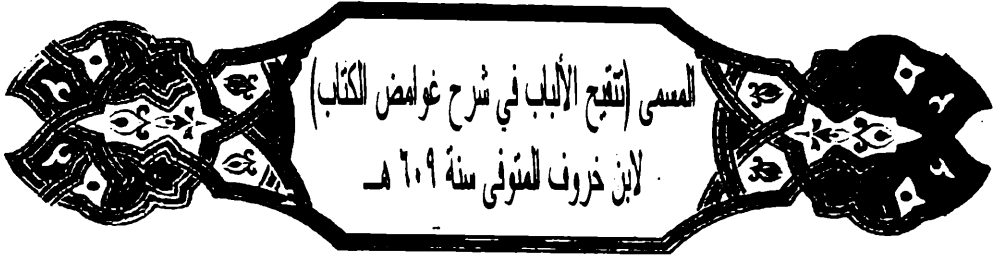 المسمى (تنقيح الألباب في شرح غوامض الكتاب)
لابن خروف المتوفى سنة ٦٠٩ هـ